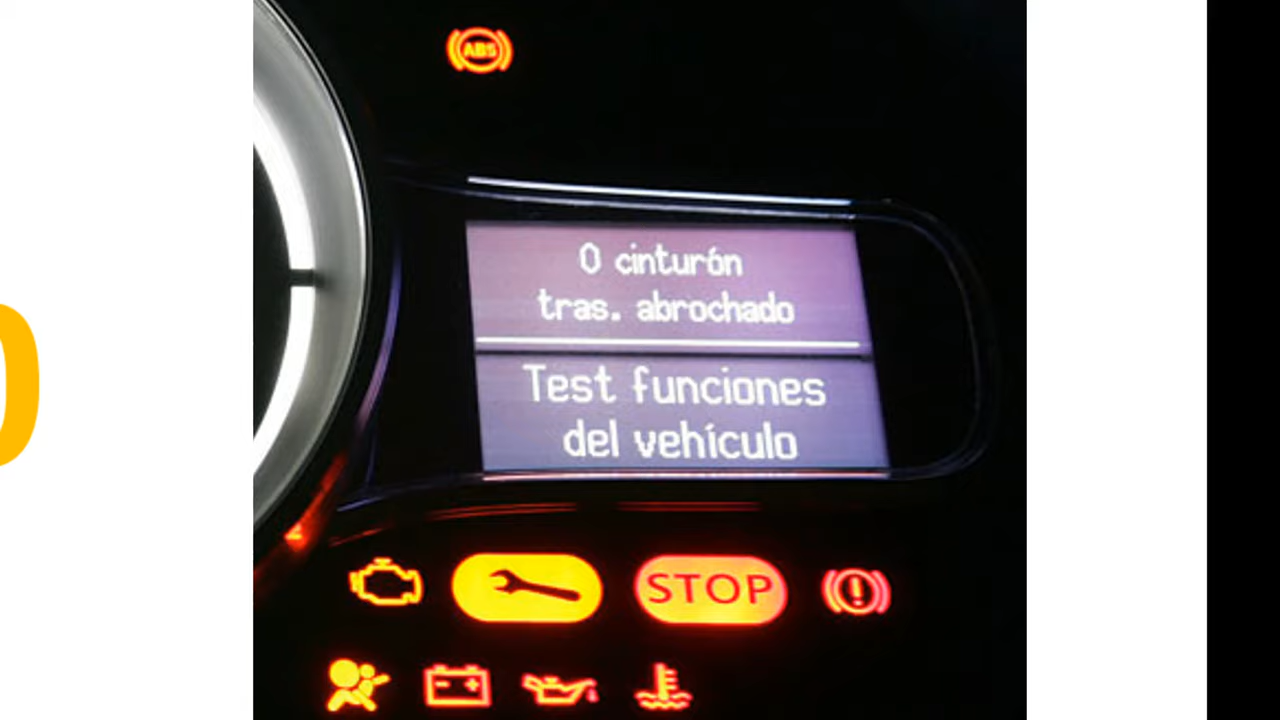 ABS
0 cinturón
tras. abrochado
Test funciones
del vehículo
STOP